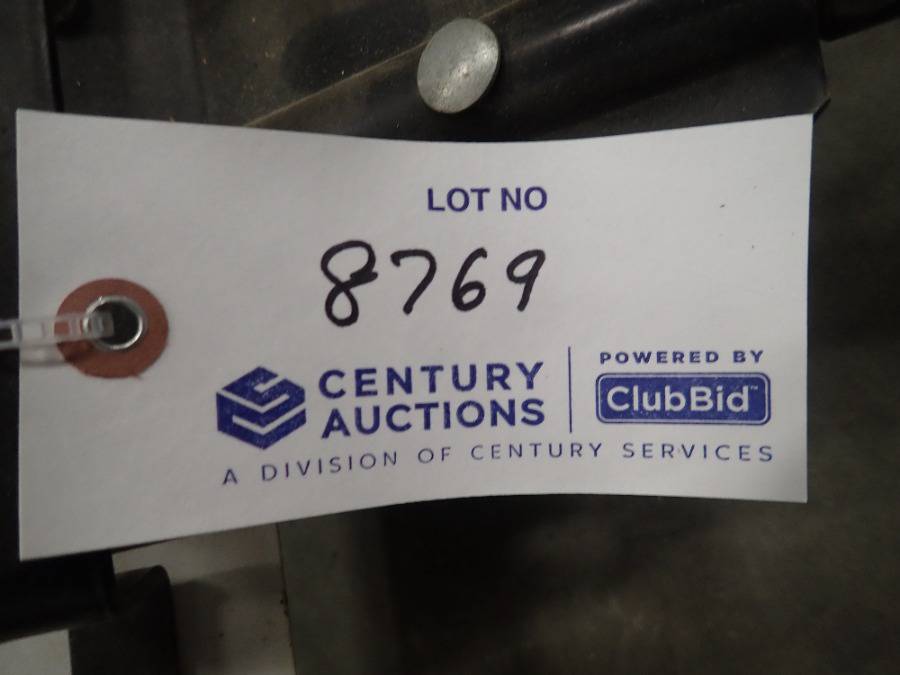 LOT NO
8769
CENTURY
AUCTIONS
POWERED BY
ClubBid™
A DIVISION OF CENTURY SERVICES